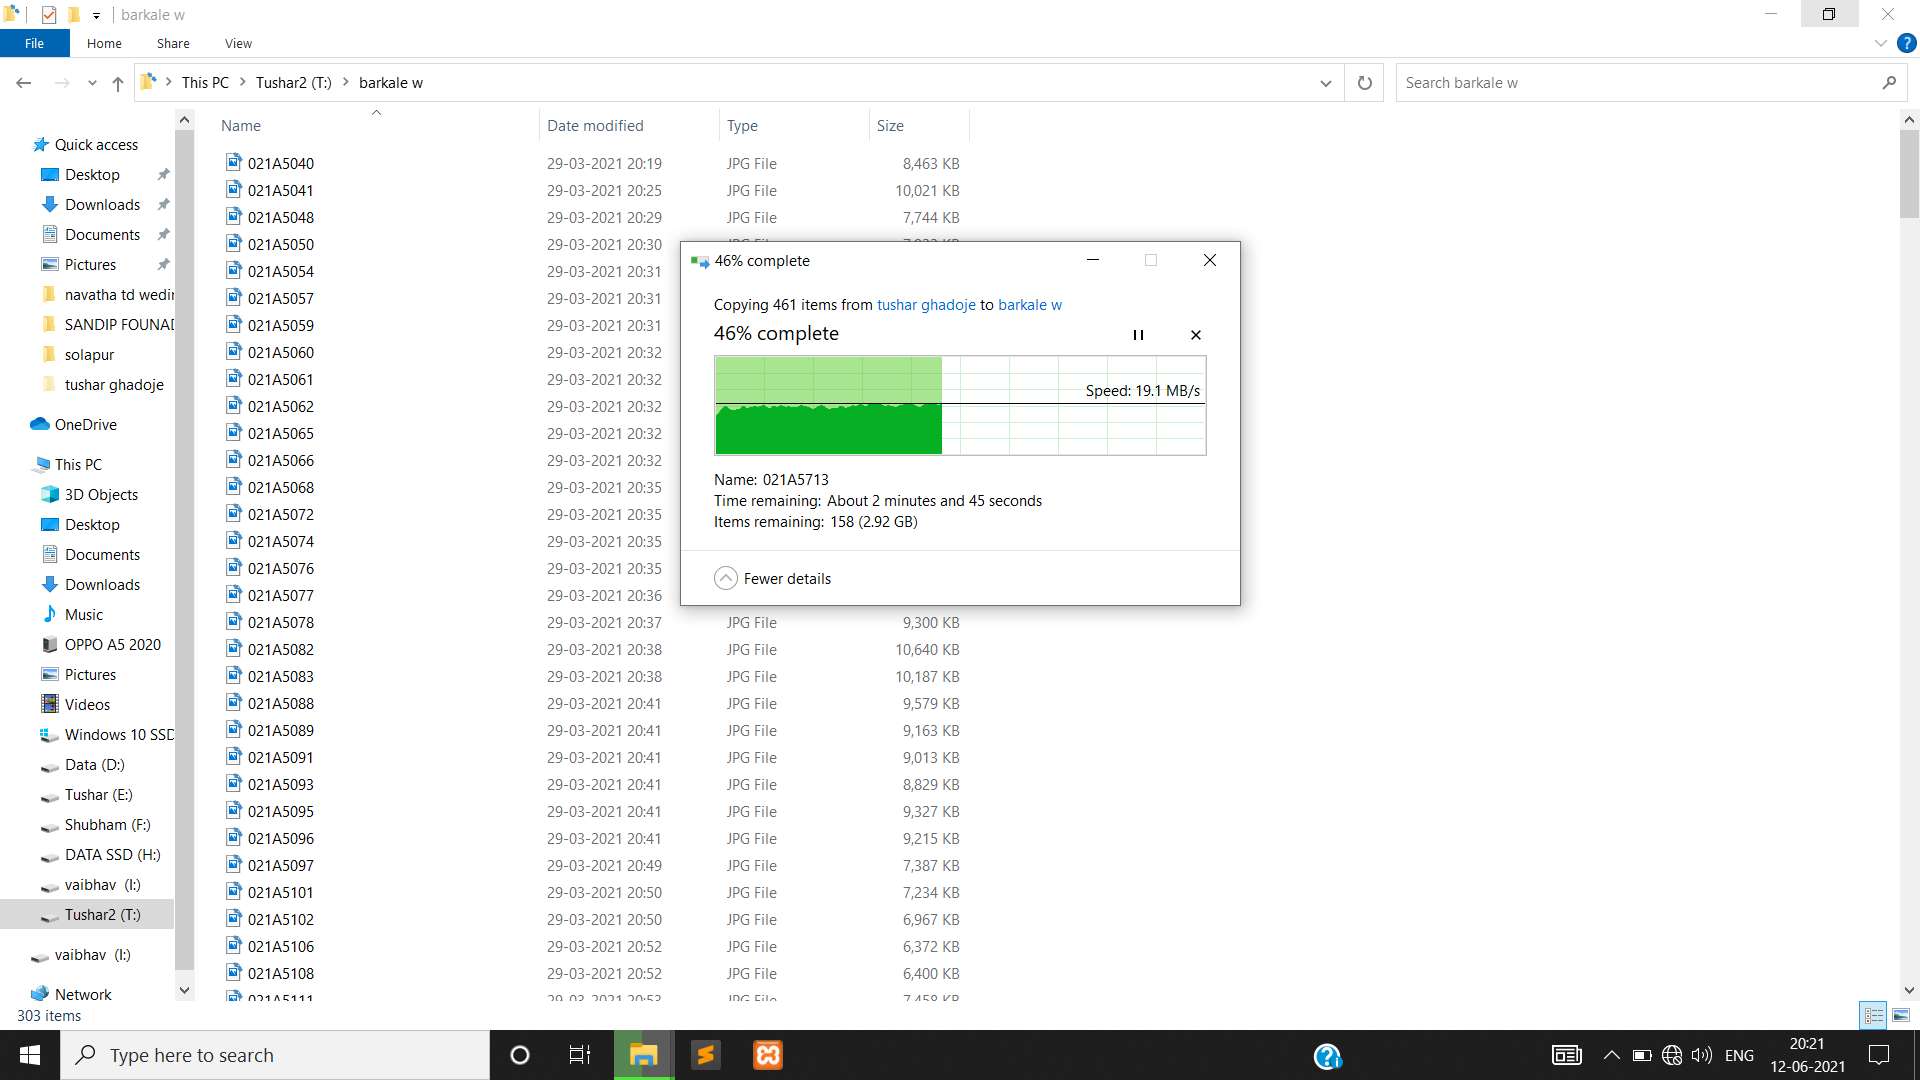 barkale w
File Home Share View
This PC Tushar2 (T:) barkale w
Search barkale w
Quick access
Desktop
Downloads
Documents
Pictures
navatha td wedin
SANDIP FOUNAD
solapur
tushar ghadoje
OneDrive
This PC
3D Objects
Desktop
Documents
Downloads
Music
OPPO A5 2020
Pictures
Videos
Windows 10 SSD
Data (D:)
Tushar (E:)
Shubham (F:)
DATA SSD (H:)
vaibhav (I:)
Tushar2 (T:)
vaibhav (I:)
Network
Name Date modified Type Size
021A5040 29-03-2021 20:19 JPG File 8,463 KB
021A5041 29-03-2021 20:25 JPG File 10,021 KB
021A5048 29-03-2021 20:29 JPG File 7,744 KB
021A5050 29-03-2021 20:30
021A5054 29-03-2021 20:31
021A5057 29-03-2021 20:31
021A5059 29-03-2021 20:31
021A5060 29-03-2021 20:32
021A5061 29-03-2021 20:32
021A5062 29-03-2021 20:32
021A5065 29-03-2021 20:32
021A5066 29-03-2021 20:32
021A5068 29-03-2021 20:35
021A5072 29-03-2021 20:35
021A5074 29-03-2021 20:35
021A5076 29-03-2021 20:35
021A5077 29-03-2021 20:36
021A5078 29-03-2021 20:37 JPG File 9,300 KB
021A5082 29-03-2021 20:38 JPG File 10,640 KB
021A5083 29-03-2021 20:38 JPG File 10,187 KB
021A5088 29-03-2021 20:41 JPG File 9,579 KB
021A5089 29-03-2021 20:41 JPG File 9,163 KB
021A5091 29-03-2021 20:41 JPG File 9,013 KB
021A5093 29-03-2021 20:41 JPG File 8,829 KB
021A5095 29-03-2021 20:41 JPG File 9,327 KB
021A5096 29-03-2021 20:41 JPG File 9,215 KB
021A5097 29-03-2021 20:49 JPG File 7,387 KB
021A5101 29-03-2021 20:50 JPG File 7,234 KB
021A5102 29-03-2021 20:50 JPG File 6,967 KB
021A5106 29-03-2021 20:52 JPG File 6,372 KB
021A5108 29-03-2021 20:52 JPG File 6,400 KB
021A5111 29-03-2021 20:53 JPG File 7,458 KB
46% complete
Copying 461 items from tushar ghadoje to barkale w
46% complete
Speed: 19.1 MB/s
Name: 021A5713
Time remaining: About 2 minutes and 45 seconds
Items remaining: 158 (2.92 GB)
Fewer details
303 items
Type here to search
ENG
20:21
12-06-2021